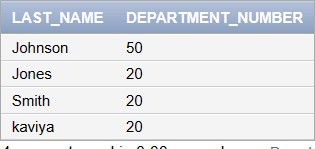 LAST_NAME DEPARTMENT_NUMBER
Johnson 50
Jones 20
Smith 20
kaviya 20